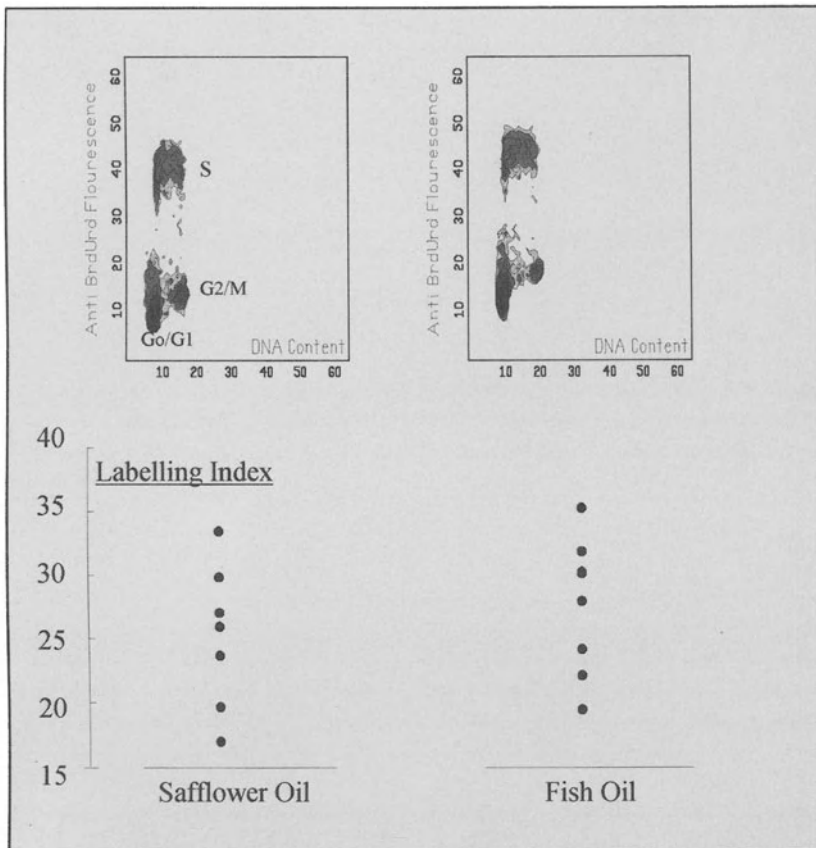 Anti BrdUrd Flourescence
60
50
40
30
20
10
S
G2/M
Go/G1
DNA Content
10 20 30 40 50 60
Anti BrdUrd Flourescence
60
50
40
30
20
10
DNA Content
10 20 30 40 50 60
40
Labelling Index
35
30
25
20
15
Safflower Oil
Fish Oil